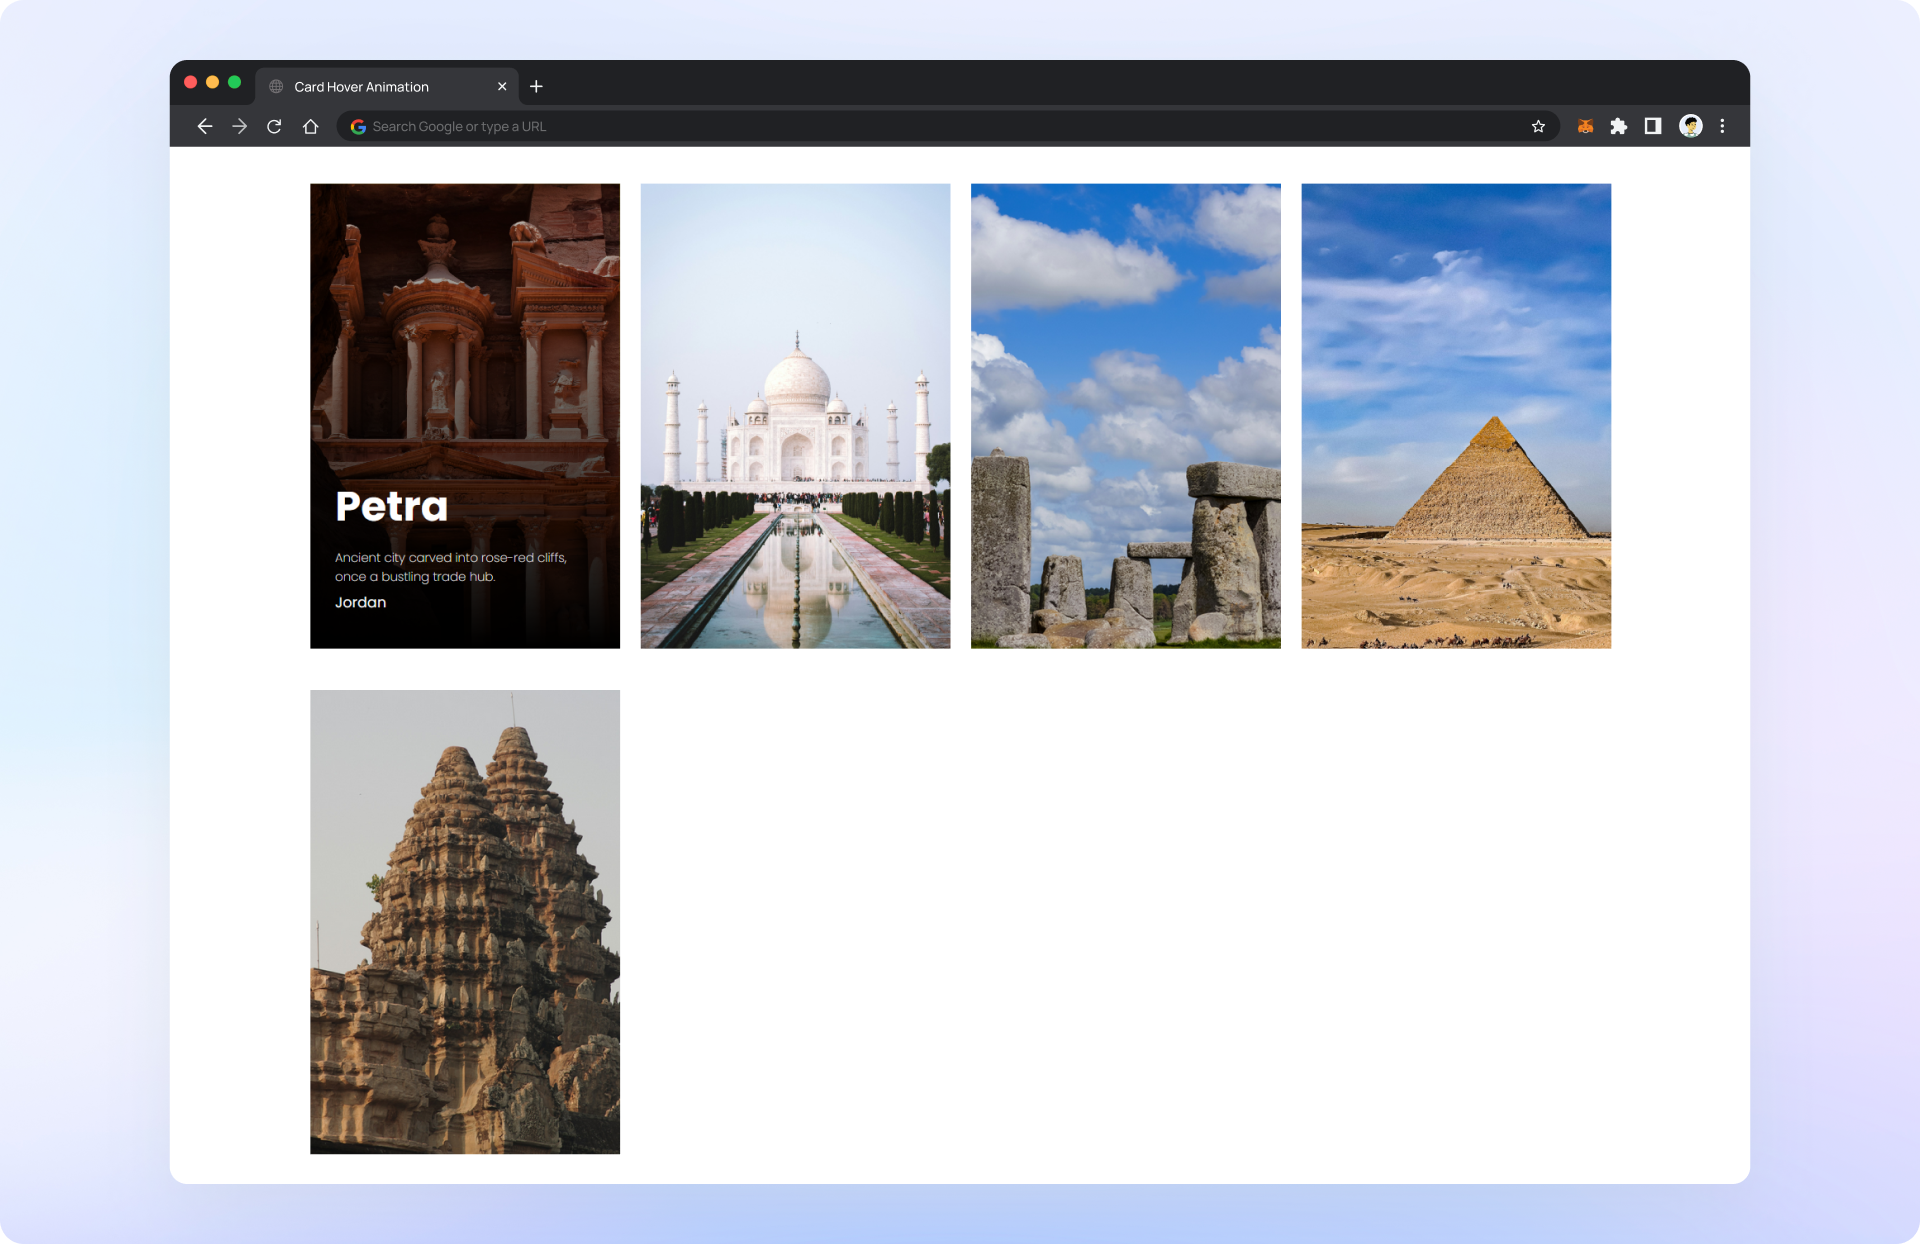 Card Hover Animation
Search Google or type a URL
Petra
Ancient city carved into rose-red cliffs,
once a bustling trade hub.
Jordan